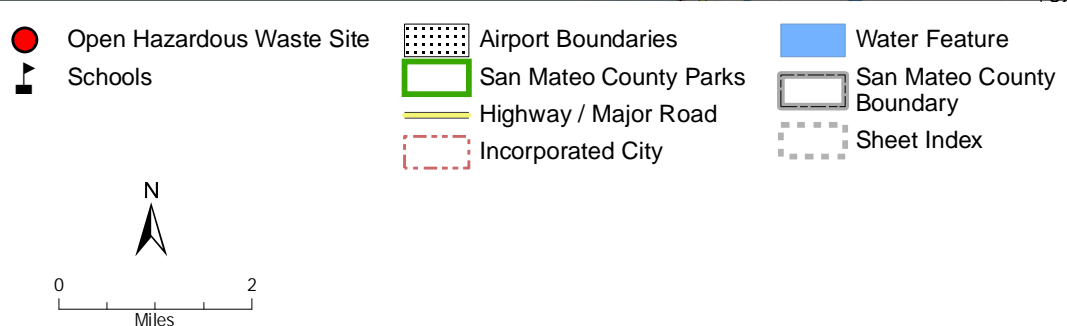 Open Hazardous Waste Site
Schools
Airport Boundaries
San Mateo County Parks
Highway / Major Road
Incorporated City
Water Feature
San Mateo County
Boundary
Sheet Index
N
0 2
Miles